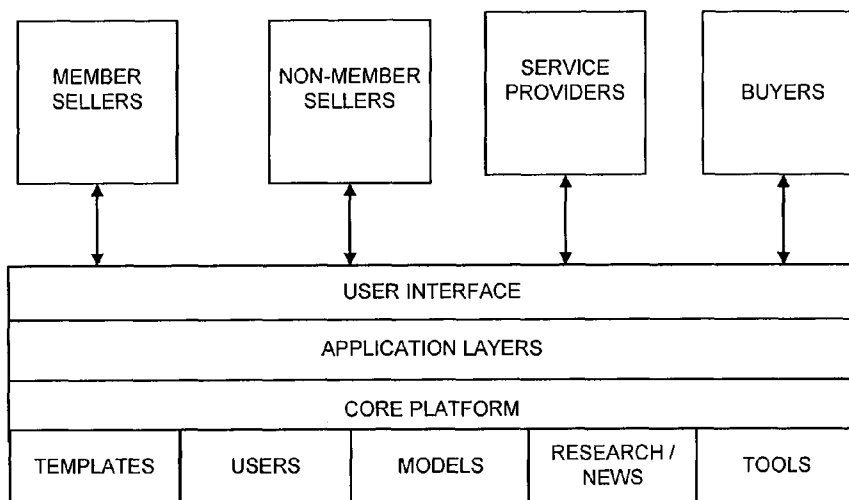 MEMBER
SELLERS
NON-MEMBER
SELLERS
SERVICE
PROVIDERS
BUYERS
USER INTERFACE
APPLICATION LAYERS
CORE PLATFORM
TEMPLATES
USERS
MODELS
RESEARCH /
NEWS
TOOLS